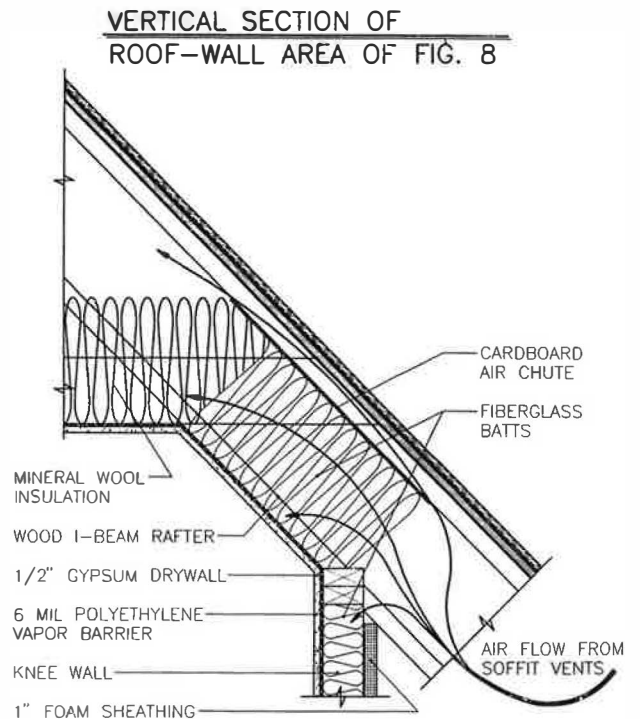 VERTICAL SECTION OF
ROOF-WALL AREA OF FIG. 8
CARDBOARD
AIR CHUTE
FIBERGLASS
BATTS
MINERAL WOOL
INSULATION
WOOD I-BEAM RAFTER
1/2" GYPSUM DRYWALL
6 MIL POLYETHYLENE
VAPOR BARRIER
KNEE WALL
1" FOAM SHEATHING
AIR FLOW FROM
SOFFIT VENTS